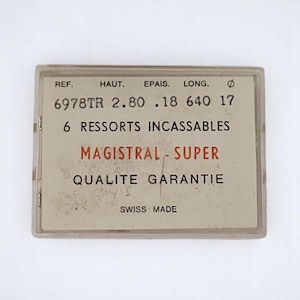 REF. HAUT. EPAIS. LONG. Ø
6978TR 2.80 .18 640 17
6 RESSORTS INCASSABLES
MAGISTRAL-SUPER
QUALITE GARANTIE
SWISS MADE